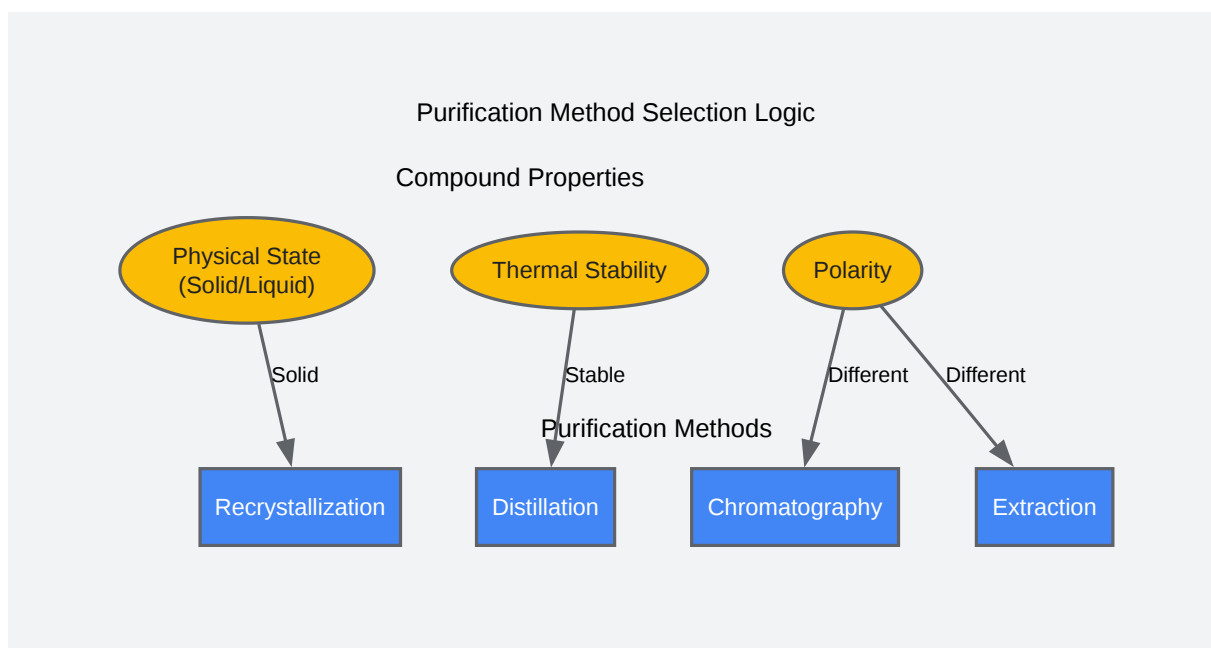 Purification Method Selection Logic
Compound Properties
Physical State
(Solid/Liquid)
Thermal Stability
Polarity
Solid
Stable
Different
Different
Purification Methods
Recrystallization
Distillation
Chromatography
Extraction